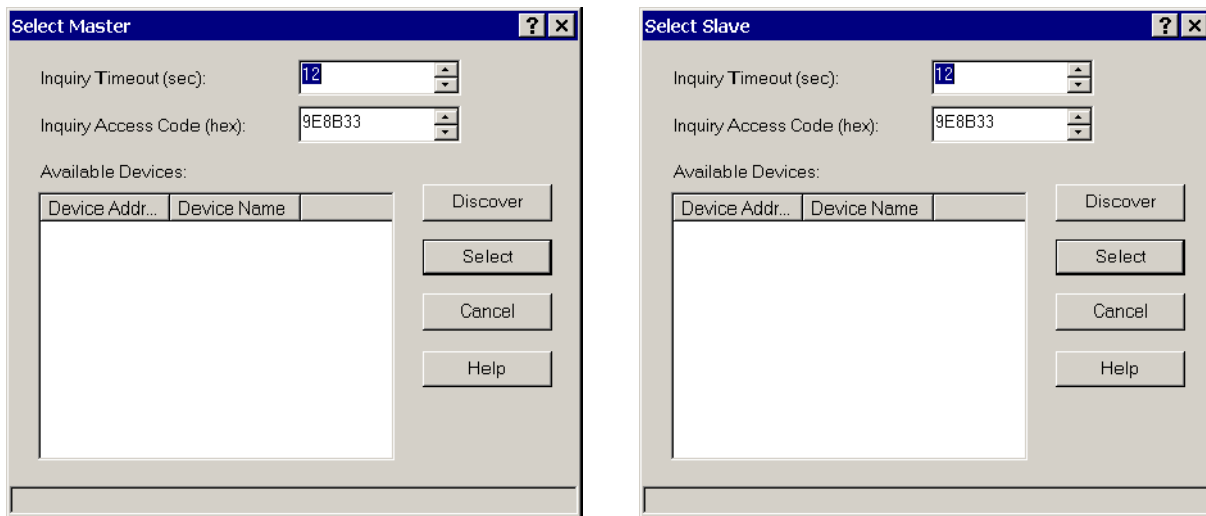 Select Master
Inquiry Timeout (sec): 12
Inquiry Access Code (hex): 9E8B33
Available Devices:
Device Addr... Device Name
Discover
Select
Cancel
Help
Select Slave
Inquiry Timeout (sec): 12
Inquiry Access Code (hex): 9E8B33
Available Devices:
Device Addr... Device Name
Discover
Select
Cancel
Help